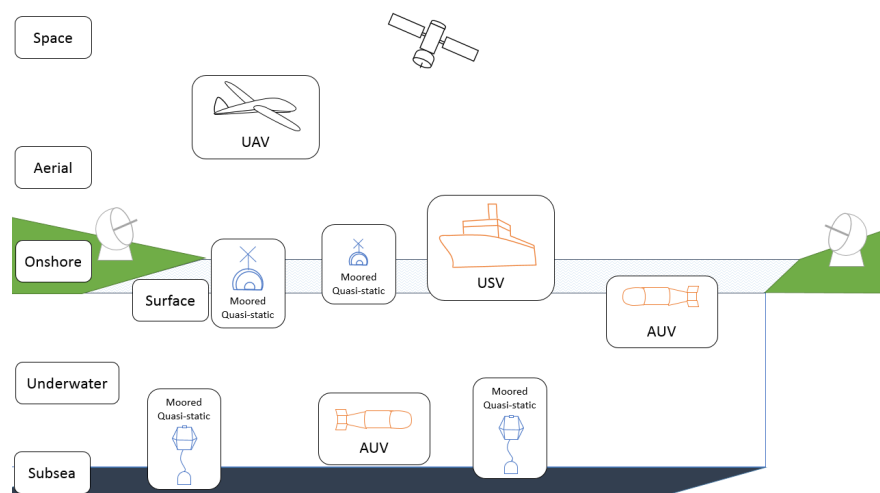 Space
UAV
Aerial
Onshore
Surface
Moored
Quasi-static
Moored
Quasi-static
USV
AUV
Underwater
Moored
Quasi-static
AUV
Moored
Quasi-static
Subsea